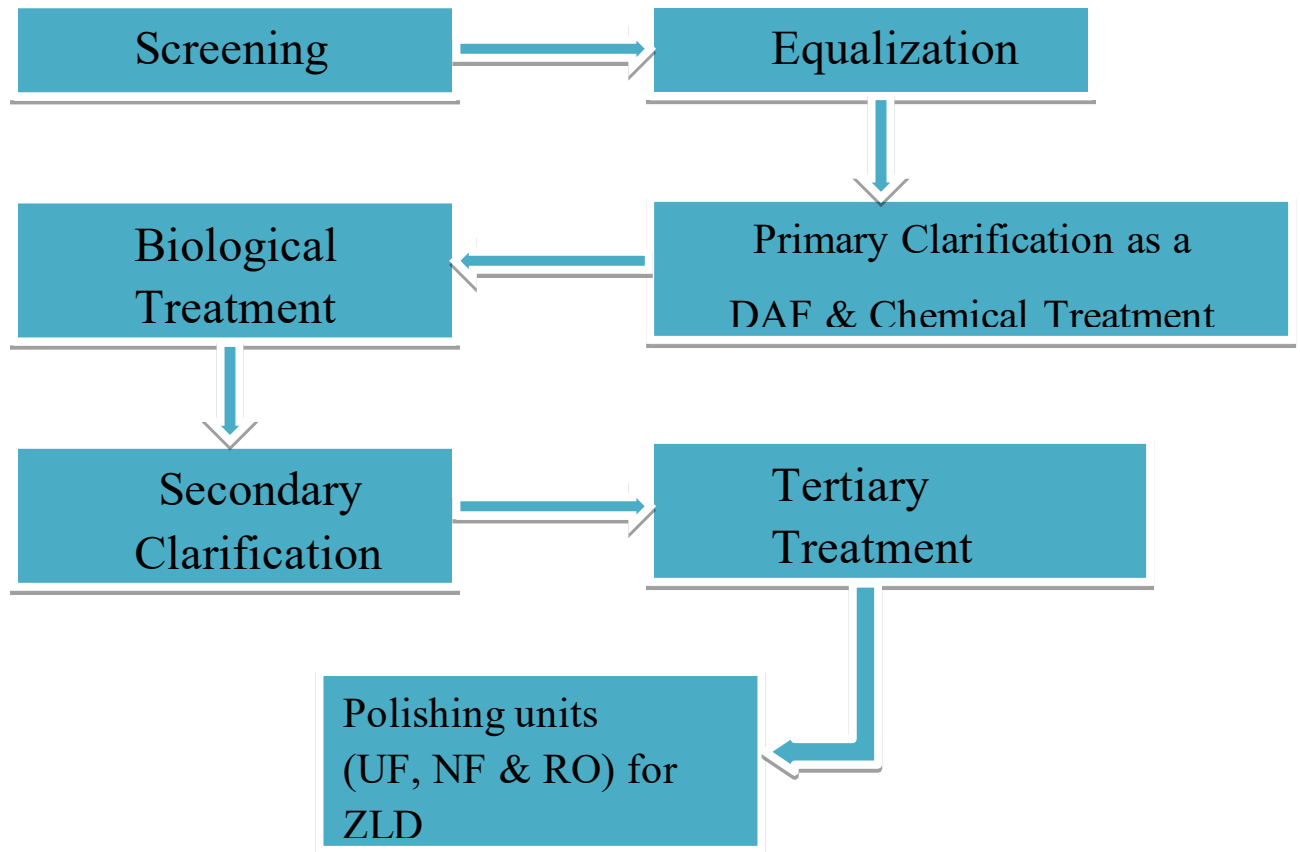 Screening
Equalization
Primary Clarification as a
DAF & Chemical Treatment
Biological
Treatment
Secondary
Clarification
Tertiary
Treatment
Polishing units
(UF, NF & RO) for
ZLD